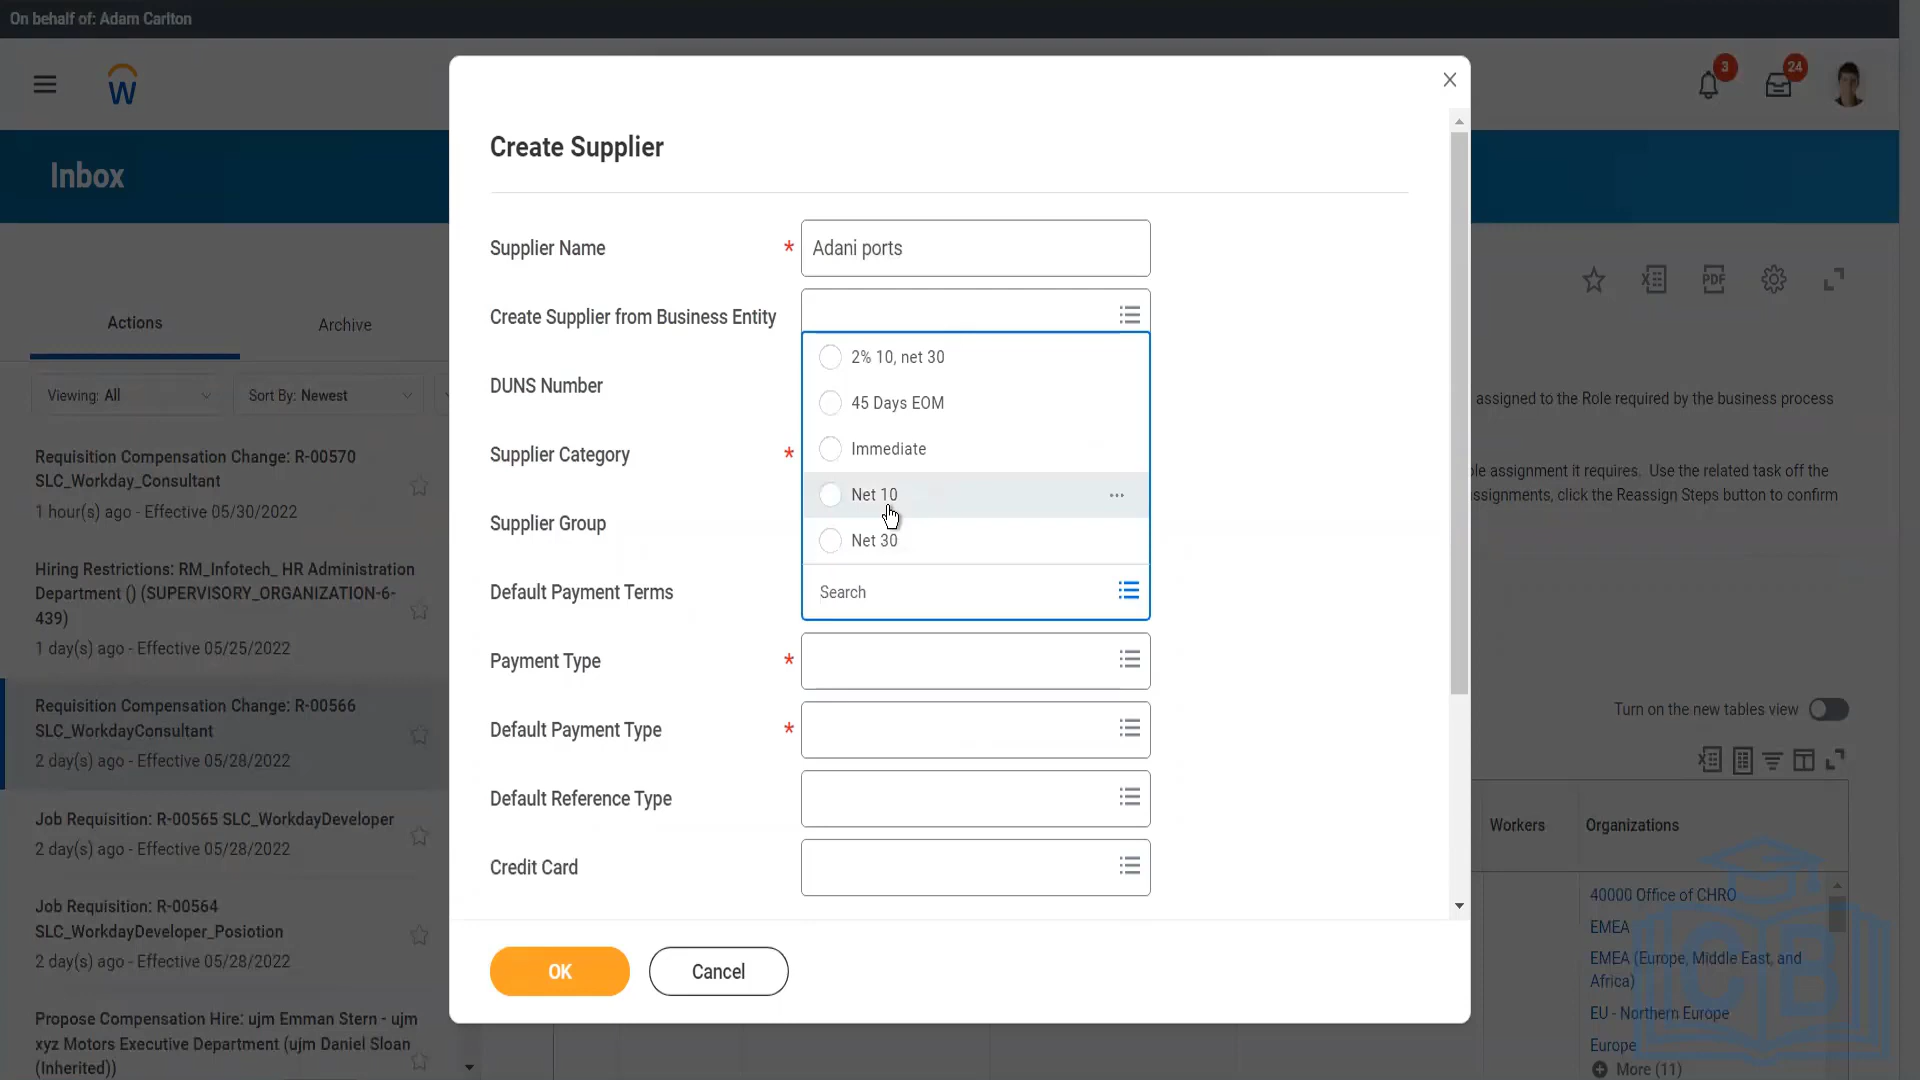 On behalf of: Adam Carlton
W
3
24
Inbox
Actions
Archive
Viewing: All
Sort By: Newest
Requisition Compensation Change: R-00570
SLC_Workday_Consultant
1 hour(s) ago - Effective 05/30/2022
Hiring Restrictions: RM_Infotech_ HR Administration
Department () (SUPERVISORY_ORGANIZATION-6-
439)
1 day(s) ago - Effective 05/25/2022
Requisition Compensation Change: R-00566
SLC_WorkdayConsultant
2 day(s) ago - Effective 05/28/2022
Job Requisition: R-00565 SLC_WorkdayDeveloper
2 day(s) ago - Effective 05/28/2022
Job Requisition: R-00564
SLC_WorkdayDeveloper_Posiotion
2 day(s) ago - Effective 05/28/2022
Propose Compensation Hire: ujm Emman Stern - ujm
xyz Motors Executive Department (ujm Daniel Sloan
(Inherited))
Create Supplier
Supplier Name * Adani ports
Create Supplier from Business Entity
DUNS Number
Supplier Category *
Supplier Group
Default Payment Terms
2% 10, net 30
45 Days EOM
Immediate
Net 10
Net 30
Search
Payment Type *
Default Payment Type *
Default Reference Type
Credit Card
OK
Cancel
PDF
assigned to the Role required by the business process
assignment it requires. Use the related task off the
click the Reassign Steps button to confirm
Turn on the new tables view
Workers
Organizations
40000 Office of CHRO
EMEA
EMEA (Europe, Middle East, and
Africa)
EU - Northern Europe
Europe
More (11)
CB